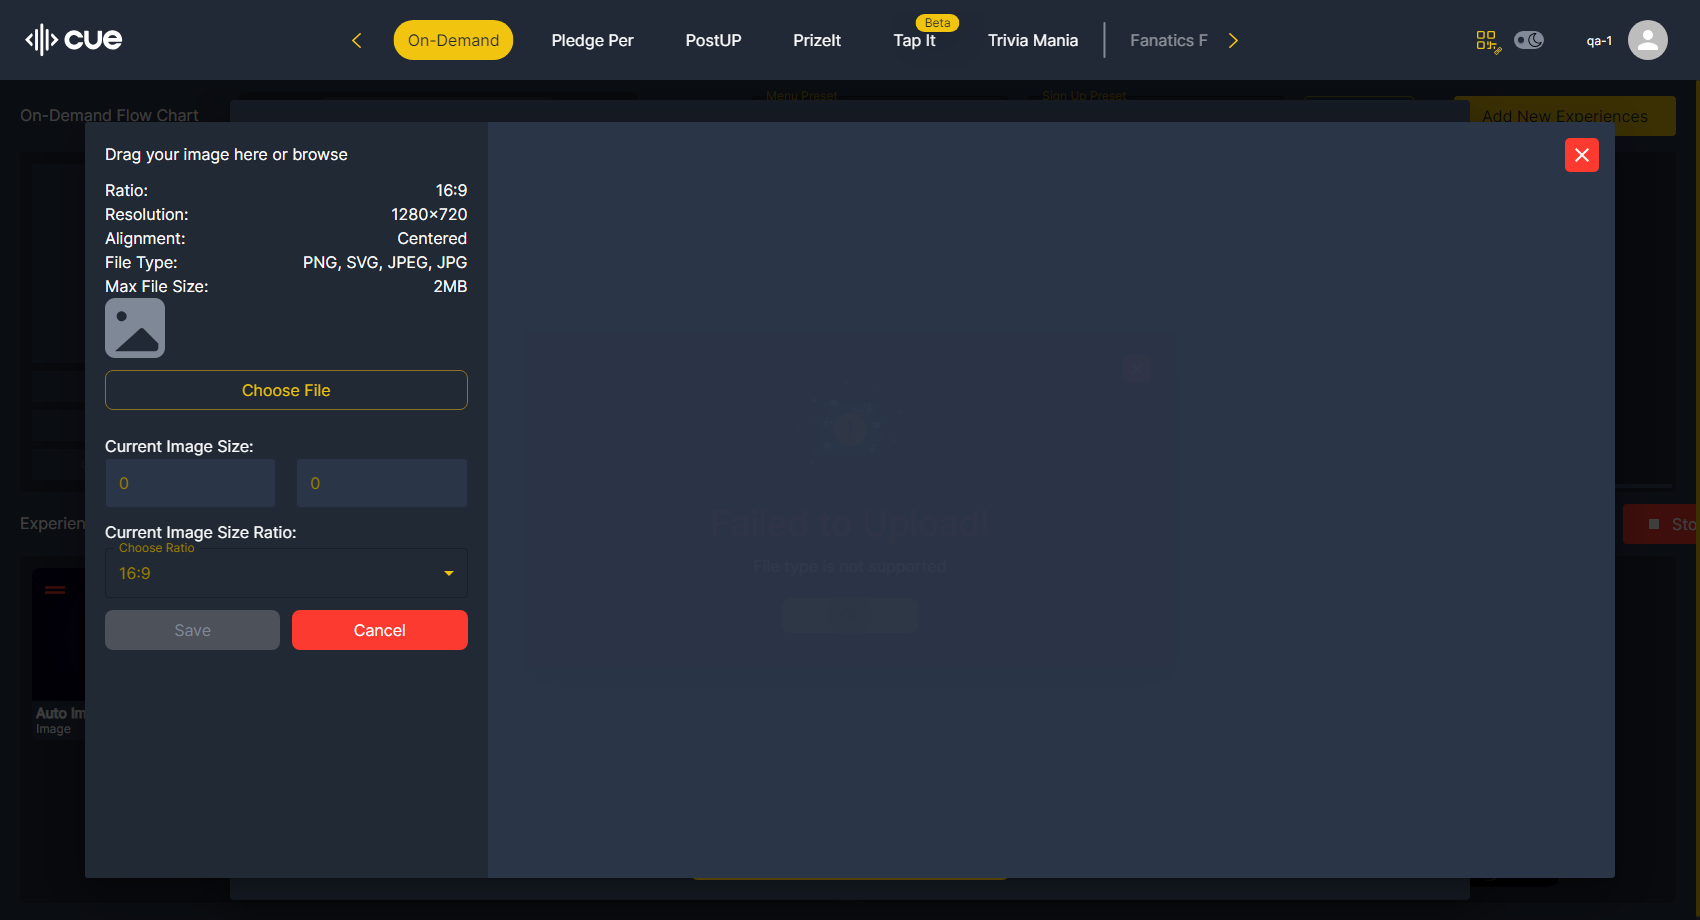 cue
On-Demand
Pledge Per
PostUP
PrizeIt
Beta
Tap It
Trivia Mania
Fanatics F
qa-1
On-Demand Flow Chart
Menu Preset
Sign Up Preset
Add New Experiences
Drag your image here or browse
Ratio: 16:9
Resolution: 1280×720
Alignment: Centered
File Type: PNG, SVG, JPEG, JPG
Max File Size: 2MB
Choose File
Current Image Size:
0 0
Current Image Size Ratio:
Choose Ratio
16:9
Save Cancel
Failed to Upload!
File type is not supported
Experien
Sto
Auto Im
Image